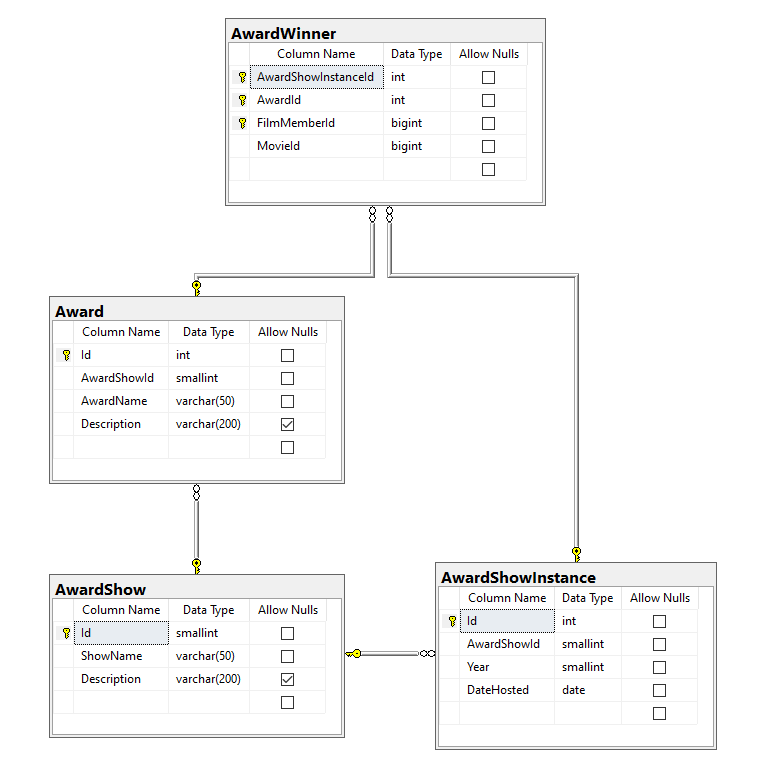 AwardWinner
Column Name Data Type Allow Nulls
AwardShowInstanceId int
AwardId int
FilmMemberId bigint
MovieId bigint
Award
Column Name Data Type Allow Nulls
Id int
AwardShowId smallint
AwardName varchar(50)
Description varchar(200)
AwardShow
Column Name Data Type Allow Nulls
Id smallint
ShowName varchar(50)
Description varchar(200)
AwardShowInstance
Column Name Data Type Allow Nulls
Id int
AwardShowId smallint
Year smallint
DateHosted date